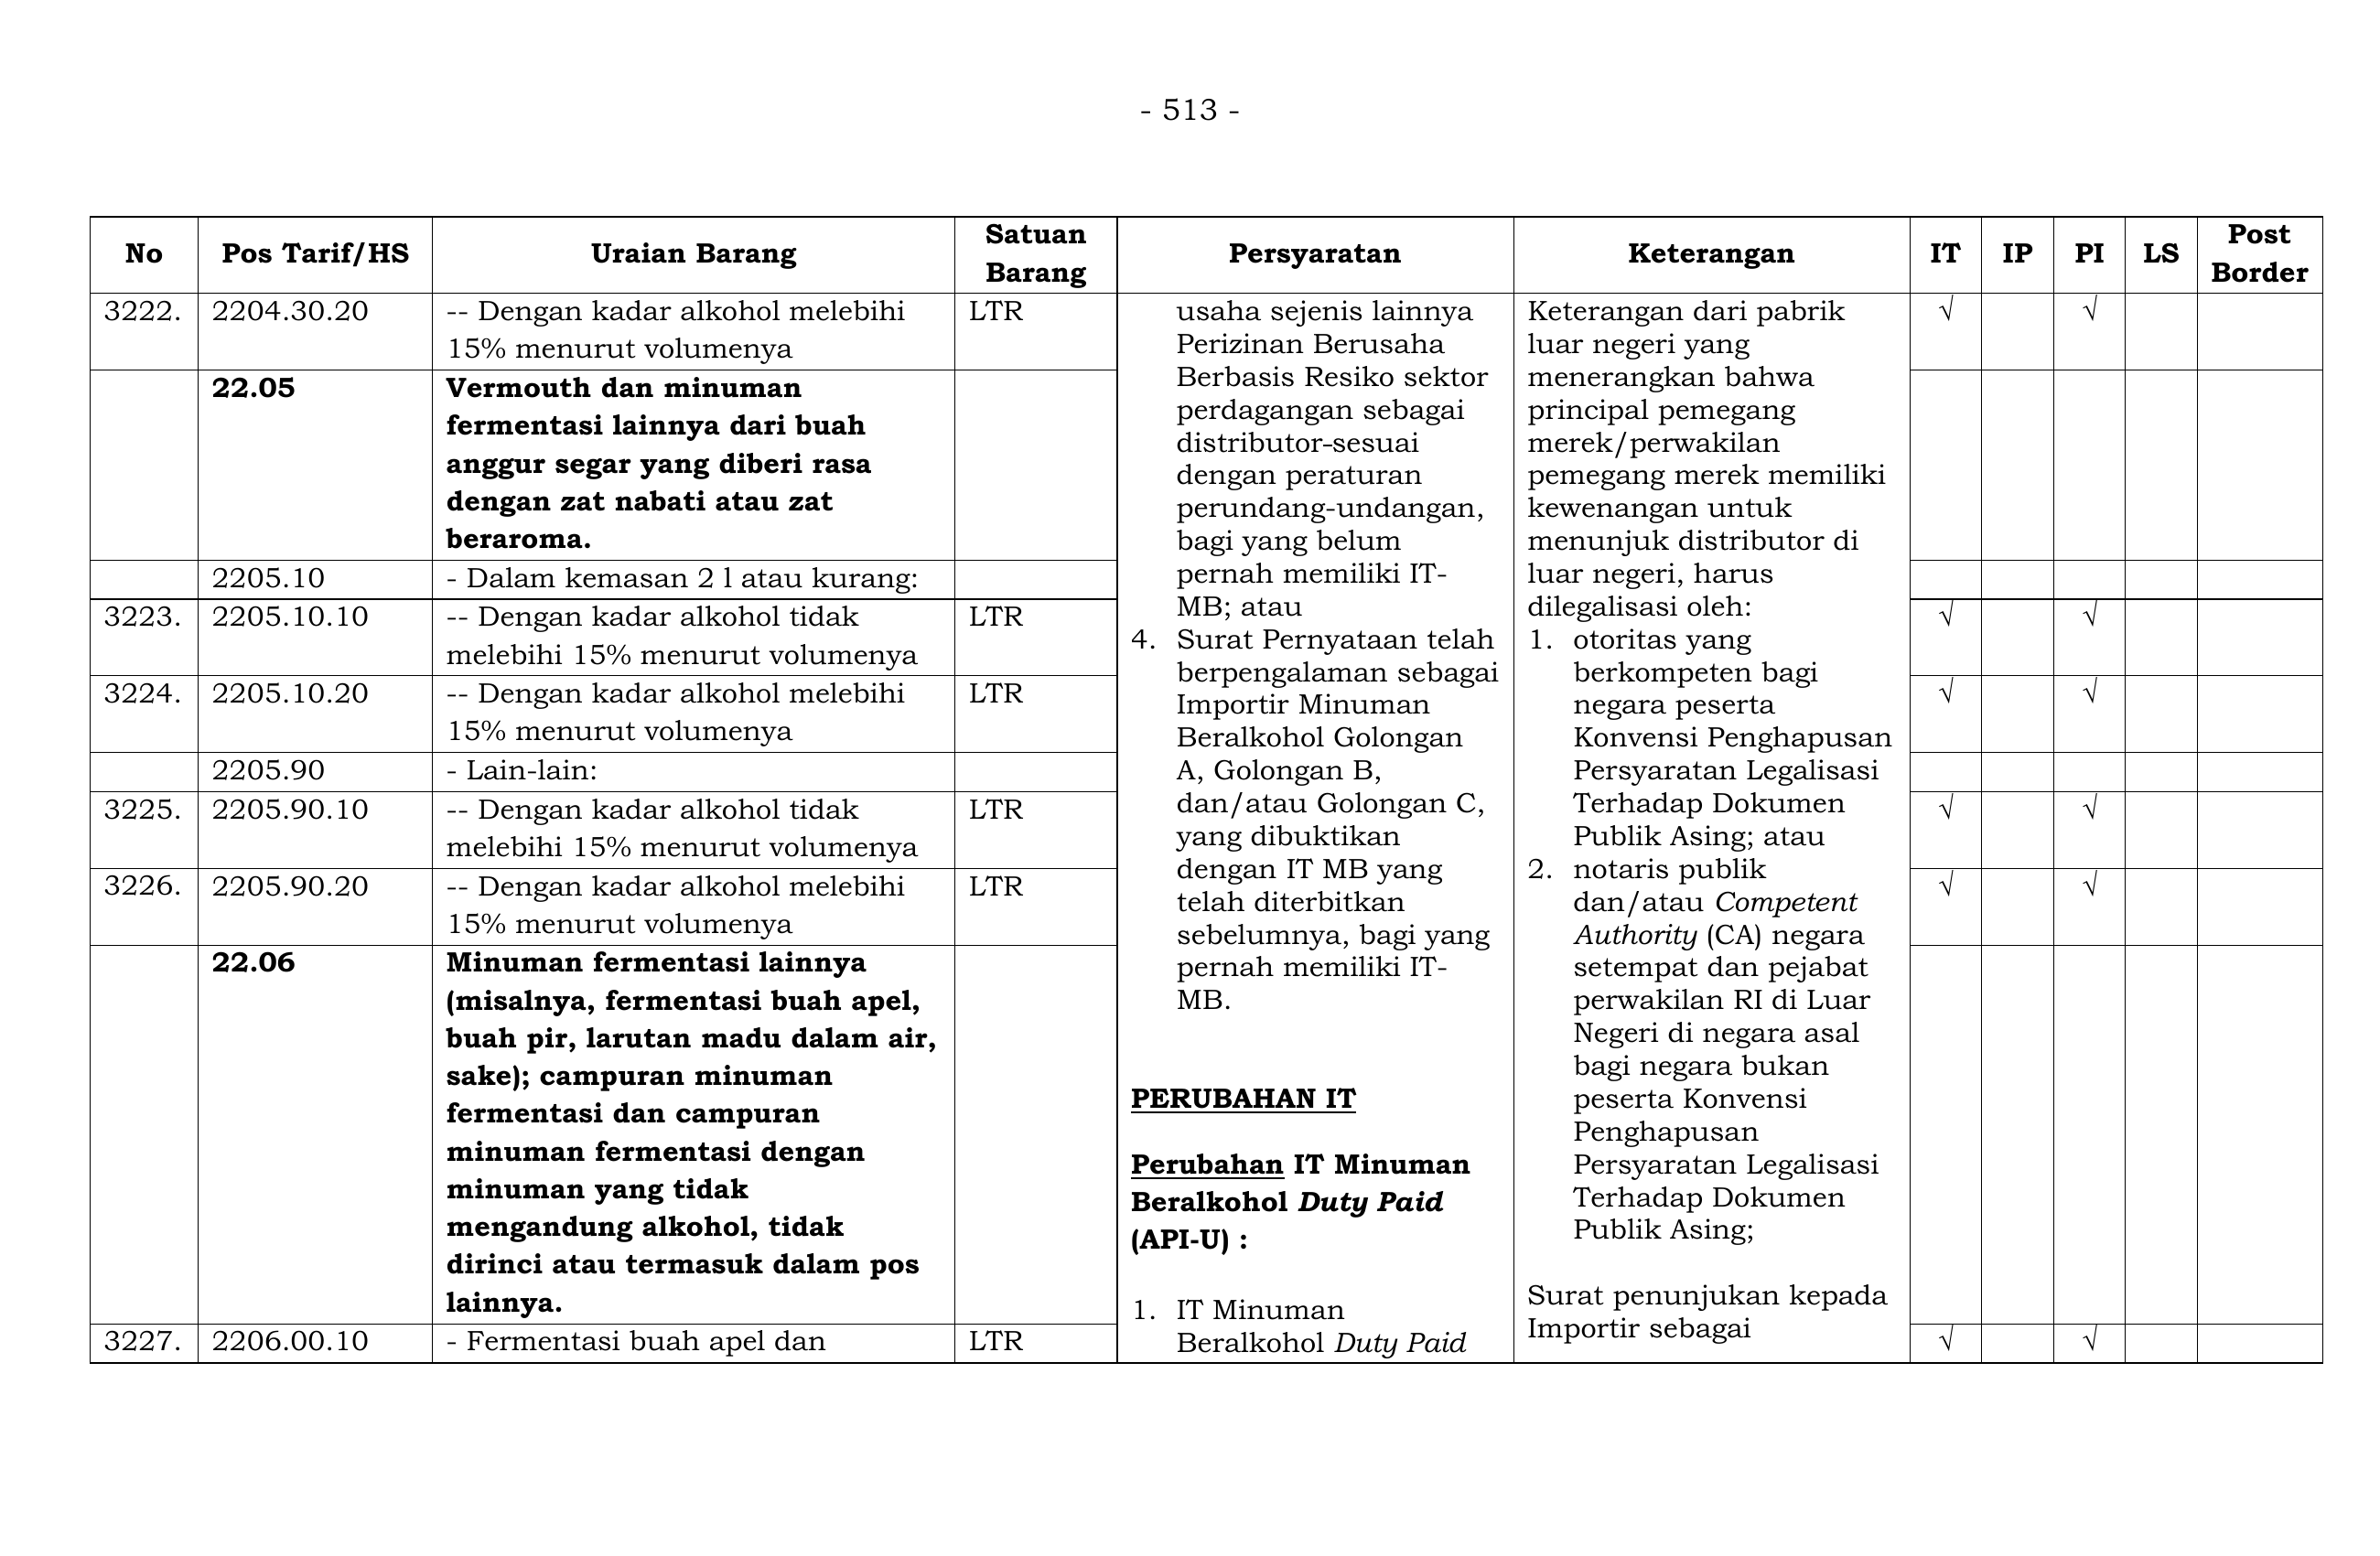 - 513 -
No
Pos Tarif/HS
Uraian Barang
Satuan
Barang
Persyaratan
Keterangan
IT
IP
PI
LS
Post
Border
3222.
2204.30.20
-- Dengan kadar alkohol melebihi
15% menurut volumenya
LTR
√
√
22.05
Vermouth dan minuman
fermentasi lainnya dari buah
anggur segar yang diberi rasa
dengan zat nabati atau zat
beraroma.
2205.10
- Dalam kemasan 2 l atau kurang:
3223.
2205.10.10
-- Dengan kadar alkohol tidak
melebihi 15% menurut volumenya
LTR
√
√
3224.
2205.10.20
-- Dengan kadar alkohol melebihi
15% menurut volumenya
LTR
√
√
2205.90
- Lain-lain:
3225.
2205.90.10
-- Dengan kadar alkohol tidak
melebihi 15% menurut volumenya
LTR
√
√
3226.
2205.90.20
-- Dengan kadar alkohol melebihi
15% menurut volumenya
LTR
√
√
22.06
Minuman fermentasi lainnya
(misalnya, fermentasi buah apel,
buah pir, larutan madu dalam air,
sake); campuran minuman
fermentasi dan campuran
minuman fermentasi dengan
minuman yang tidak
mengandung alkohol, tidak
dirinci atau termasuk dalam pos
lainnya.
3227.
2206.00.10
- Fermentasi buah apel dan
LTR
√
√
usaha sejenis lainnya
Perizinan Berusaha
Berbasis Resiko sektor
perdagangan sebagai
distributor-sesuai
dengan peraturan
perundang-undangan,
bagi yang belum
pernah memiliki IT-
MB; atau
4. Surat Pernyataan telah
berpengalaman sebagai
Importir Minuman
Beralkohol Golongan
A, Golongan B,
dan/atau Golongan C,
yang dibuktikan
dengan IT MB yang
telah diterbitkan
sebelumnya, bagi yang
pernah memiliki IT-
MB.
PERUBAHAN IT
Perubahan IT Minuman
Beralkohol Duty Paid
(API-U) :
1. IT Minuman
Beralkohol Duty Paid
Keterangan dari pabrik
luar negeri yang
menerangkan bahwa
principal pemegang
merek/perwakilan
pemegang merek memiliki
kewenangan untuk
menunjuk distributor di
luar negeri, harus
dilegalisasi oleh:
1. otoritas yang
berkompeten bagi
negara peserta
Konvensi Penghapusan
Persyaratan Legalisasi
Terhadap Dokumen
Publik Asing; atau
2. notaris publik
dan/atau Competent
Authority (CA) negara
setempat dan pejabat
perwakilan RI di Luar
Negeri di negara asal
bagi negara bukan
peserta Konvensi
Penghapusan
Persyaratan Legalisasi
Terhadap Dokumen
Publik Asing;
Surat penunjukan kepada
Importir sebagai